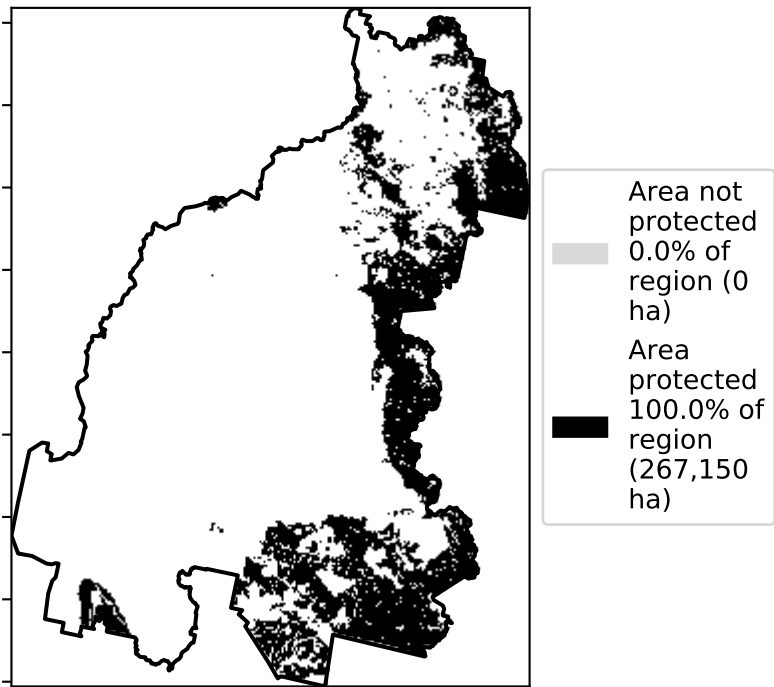 Area not
protected
0.0% of
region (0
ha)
Area
protected
100.0% of
region
(267,150
ha)